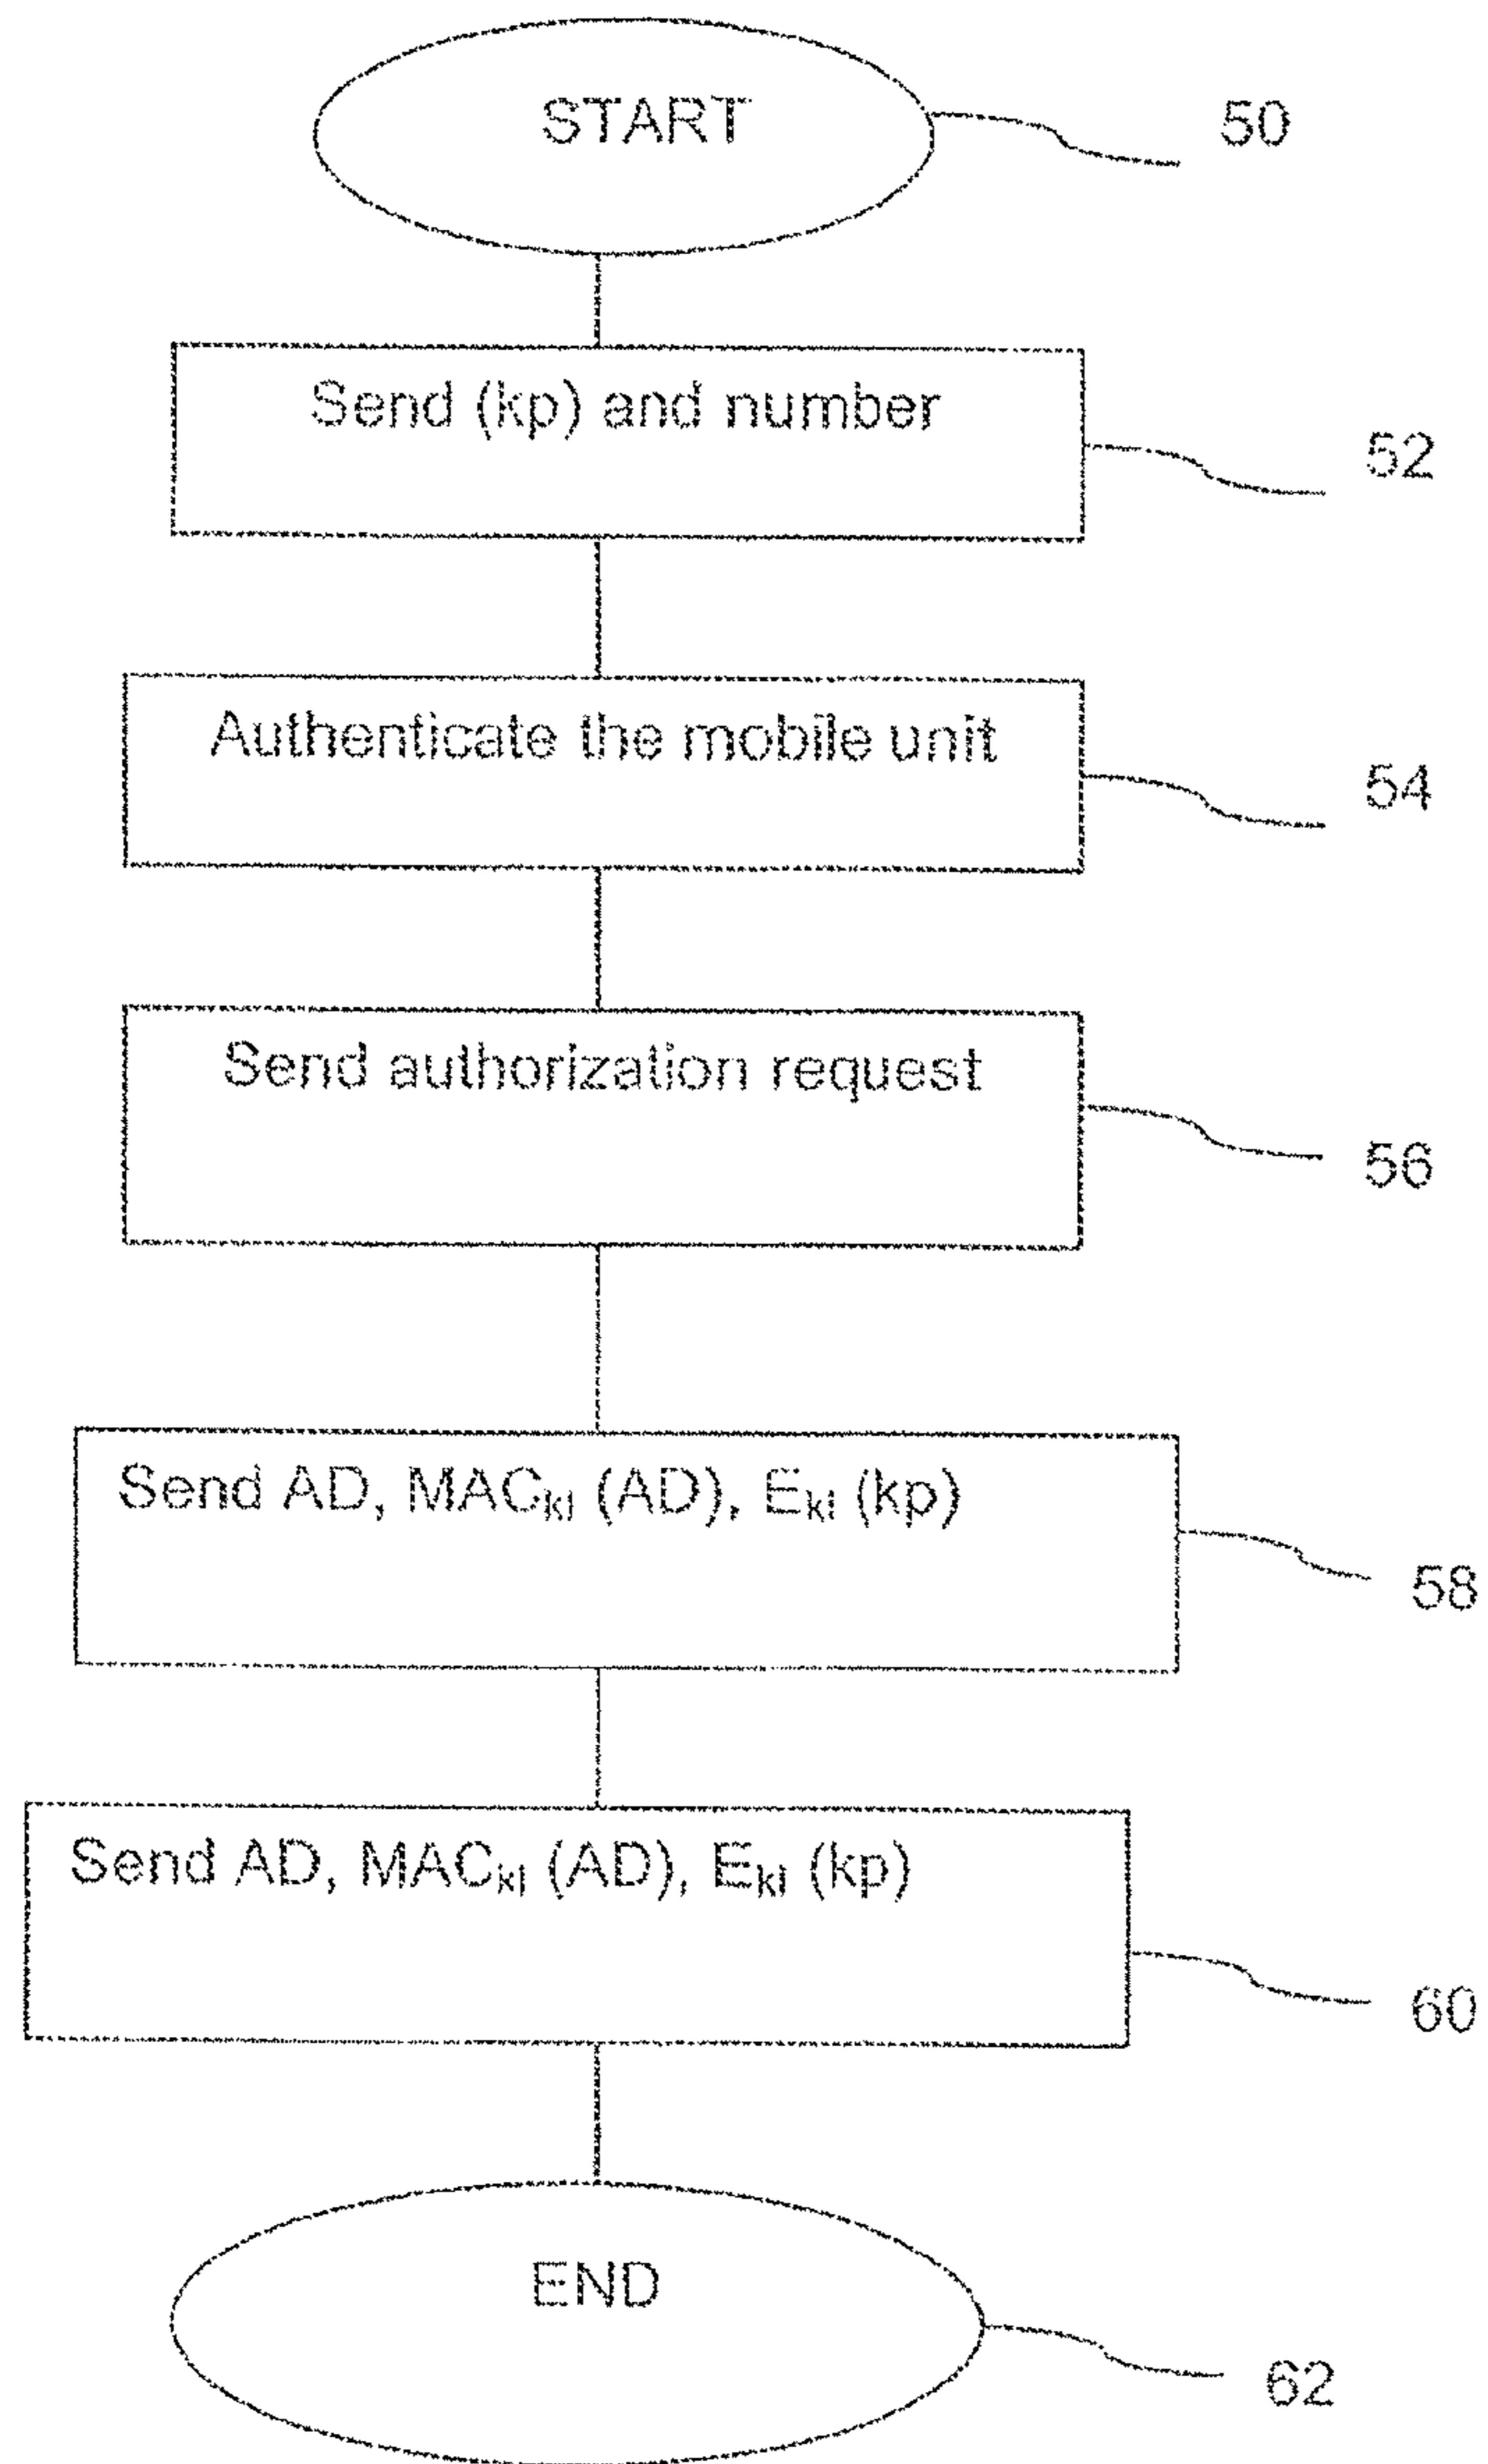 START
50
Send (kp) and number
52
Authenticate the mobile unit
54
Send authorization request
56
Send AD, MACkl (AD), Ekl (kp)
58
Send AD, MACkl (AD), Ekl (kp)
60
END
62